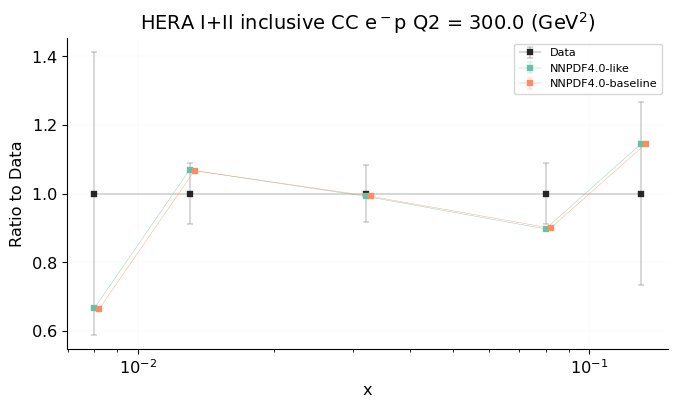 HERA I+II inclusive CC e⁻p Q2 = 300.0 (GeV²)
Data
NNPDF4.0-like
NNPDF4.0-baseline
Ratio to Data
1.4
1.2
1.0
0.8
0.6
10⁻² 10⁻¹
x